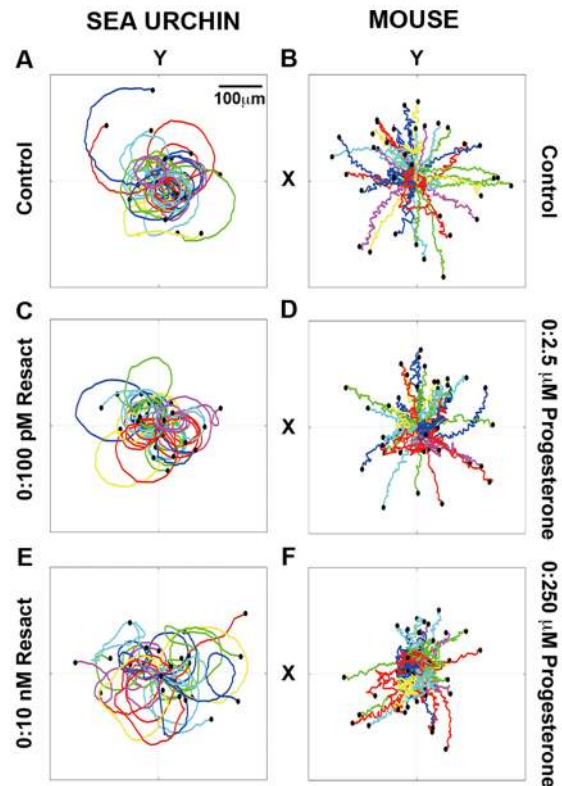 SEA URCHIN
MOUSE
Y
Y
A
B
100μm
Control
X
Control
C
D
0:100 pM Resact
X
0:2.5 μM Progesterone
E
F
0:10 nM Resact
X
0:250 μM Progesterone